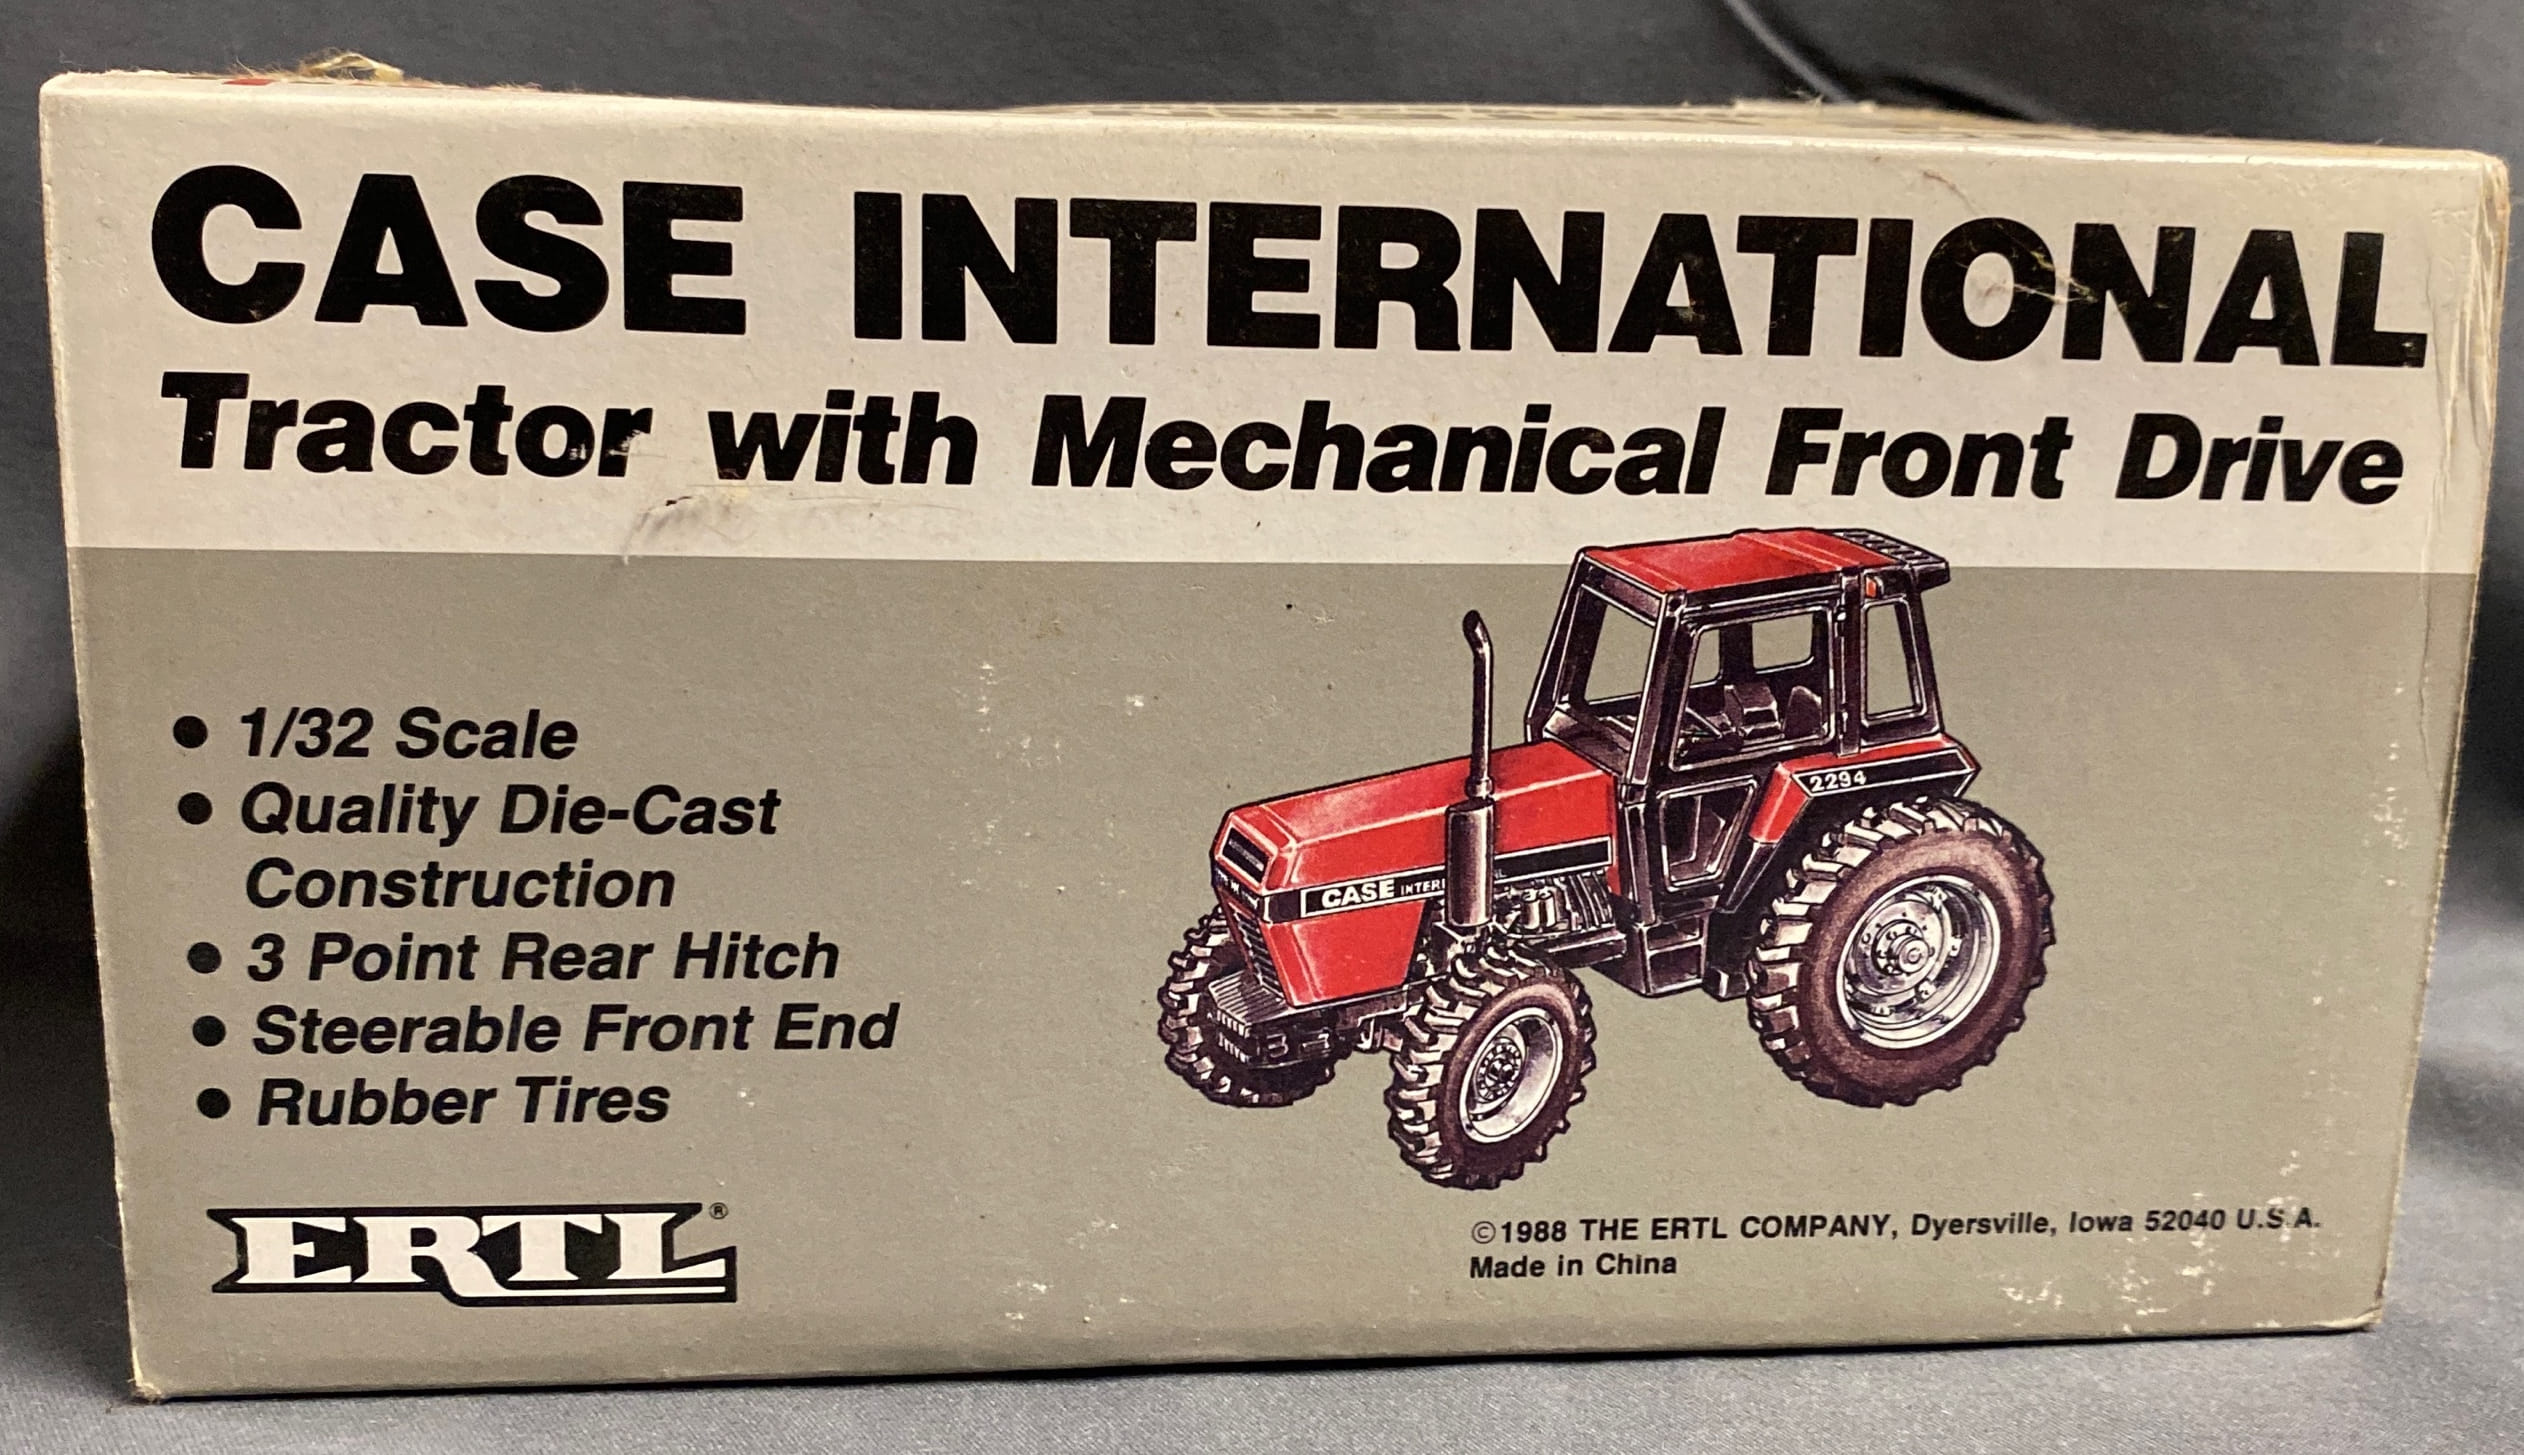 CASE INTERNATIONAL
Tractor with Mechanical Front Drive
• 1/32 Scale
• Quality Die-Cast
Construction
• 3 Point Rear Hitch
• Steerable Front End
• Rubber Tires
2294
CASE INTER
ERTL®
©1988 THE ERTL COMPANY, Dyersville, Iowa 52040 U.S.A.
Made in China